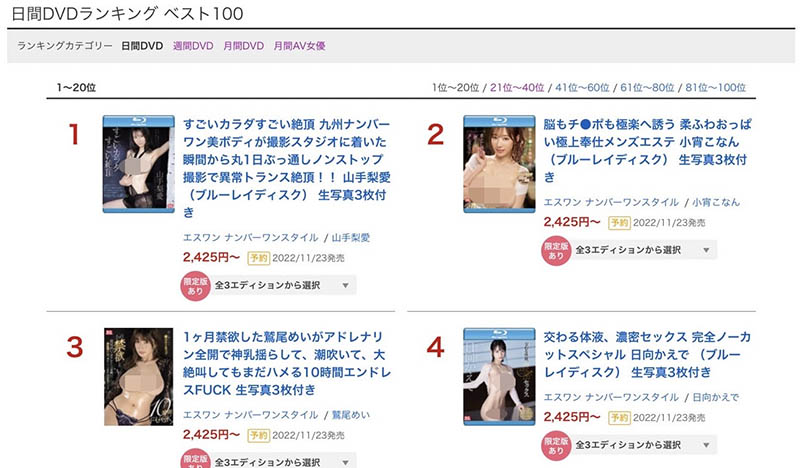 日間DVDランキング ベスト100
ランキングカテゴリー 日間DVD 週間DVD 月間DVD 月間AV女優
1〜20位
1位〜20位 / 21位〜40位 / 41位〜60位 / 61位〜80位 / 81位〜100位
1
すごいカラダすごい絶頂 九州ナンバー
ワン美ボディが撮影スタジオに着いた
瞬間から丸1日ぶっ通しノンストップ
撮影で異常トランス絶頂！！ 山手梨愛
（ブルーレイディスク） 生写真3枚付
き
エスワン ナンバーワンスタイル / 山手梨愛
2,425円〜 予約 2022/11/23発売
限定版
あり
全3エディションから選択 ▼
2
脳もチ●ポも極楽へ誘う 柔ふわおっぱ
い極上奉仕メンズエステ 小宵こなん
（ブルーレイディスク） 生写真3枚付
き
エスワン ナンバーワンスタイル / 小宵こなん
2,425円〜 予約 2022/11/23発売
限定版
あり
全3エディションから選択 ▼
3
禁欲
10
1ヶ月禁欲した鷲尾めいがアドレナリ
ン全開で神乳揺らして、潮吹いて、大
絶叫してもまだハメる10時間エンドレ
スFUCK 生写真3枚付き
エスワン ナンバーワンスタイル / 鷲尾めい
2,425円〜 予約 2022/11/23発売
限定版
あり
全3エディションから選択 ▼
4
交わる体液、濃密セックス 完全ノーカ
ットスペシャル 日向かえで （ブルー
レイディスク） 生写真3枚付き
エスワン ナンバーワンスタイル / 日向かえで
2,425円〜 予約 2022/11/23発売
限定版
あり
全3エディションから選択 ▼